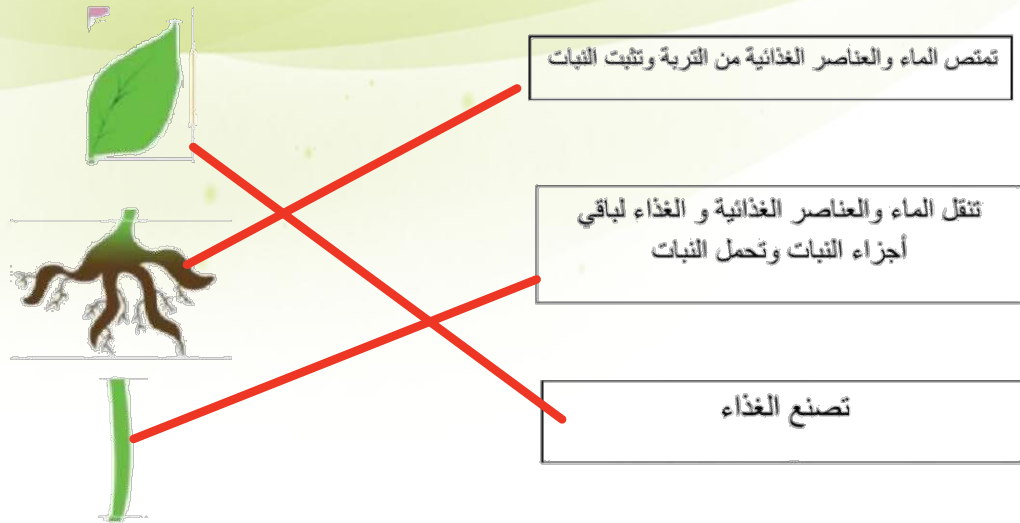 تمتص الماء والعناصر الغذائية من التربة وتثبت النبات
تنقل الماء والعناصر الغذائية و الغذاء لباقي
أجزاء النبات وتحمل النبات
تصنع الغذاء